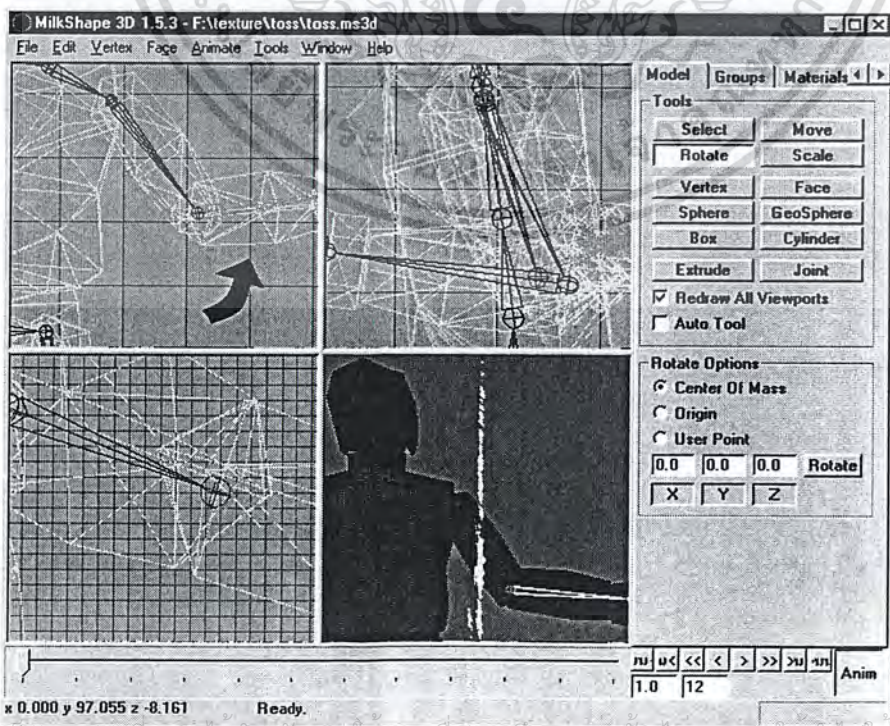 MilkShape 3D 1.5.3 - F:\texture\toss\toss.ms3d
File Edit Vertex Face Animate Tools Window Help
Model Groups Materials
Tools
Select Move
Rotate Scale
Vertex Face
Sphere GeoSphere
Box Cylinder
Extrude Joint
Redraw All Viewports
Auto Tool
Rotate Options
Center Of Mass
Origin
User Point
0.0 0.0 0.0 Rotate
X Y Z
<< < > >>
Anim
1.0 12
x 0.000 y 97.055 z -8.161 Ready.